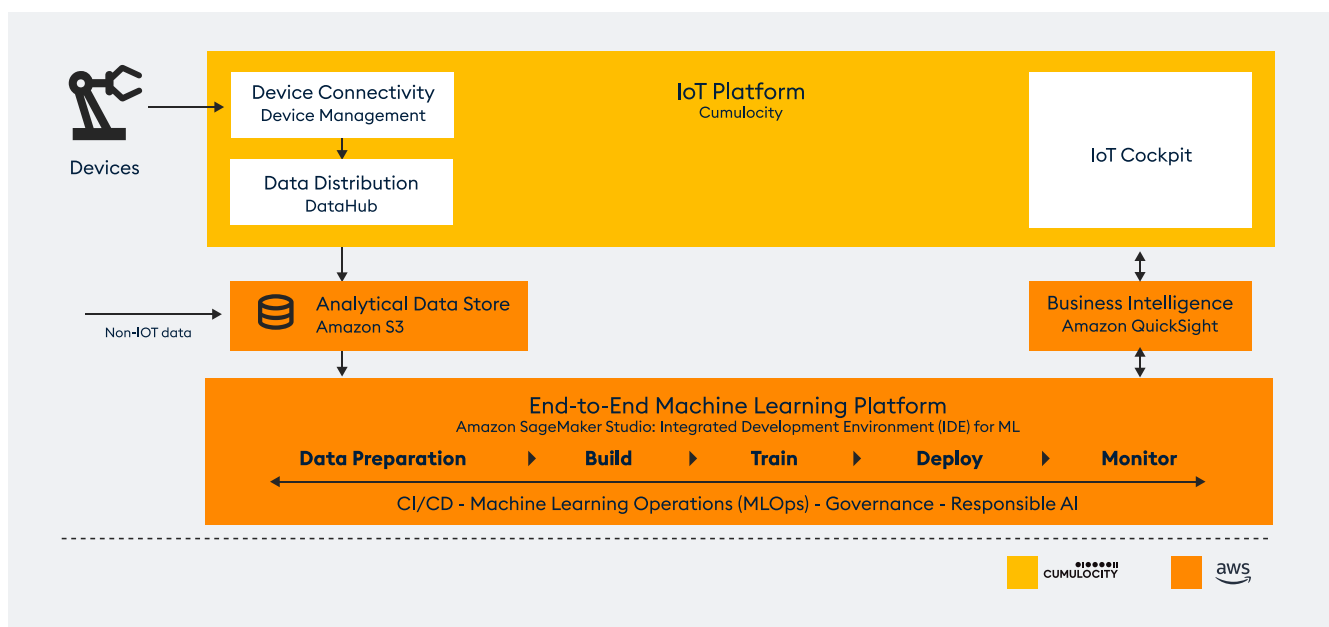 IoT Platform
Cumulocity
Device Connectivity
Device Management
Devices
Data Distribution
DataHub
IoT Cockpit
Non-IOT data
Analytical Data Store
Amazon S3
Business Intelligence
Amazon QuickSight
End-to-End Machine Learning Platform
Amazon SageMaker Studio: Integrated Development Environment (IDE) for ML
Data Preparation Build Train Deploy Monitor
CI/CD - Machine Learning Operations (MLOps) - Governance - Responsible AI
CUMULOCITY
aws